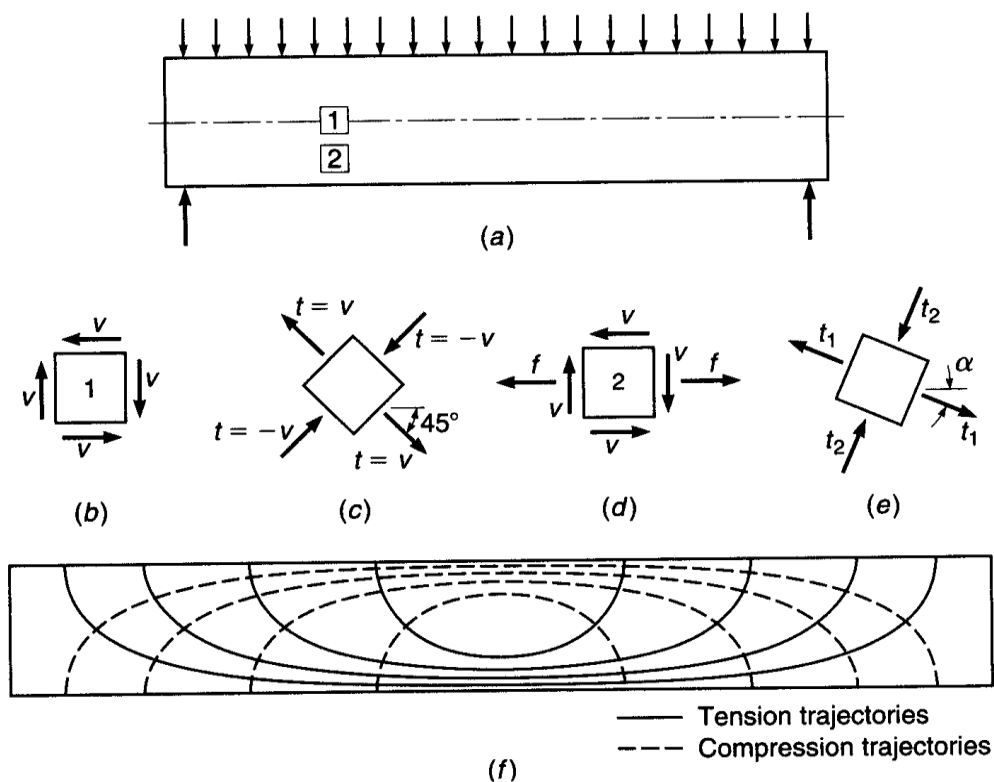 1
2
(a)
v
v
1
v
v
(b)
t = v
t = −v
t = −v
45°
t = v
(c)
v
f
v
2
v
f
v
(d)
t₁
t₂
α
t₂
t₁
(e)
Tension trajectories
Compression trajectories
(f)